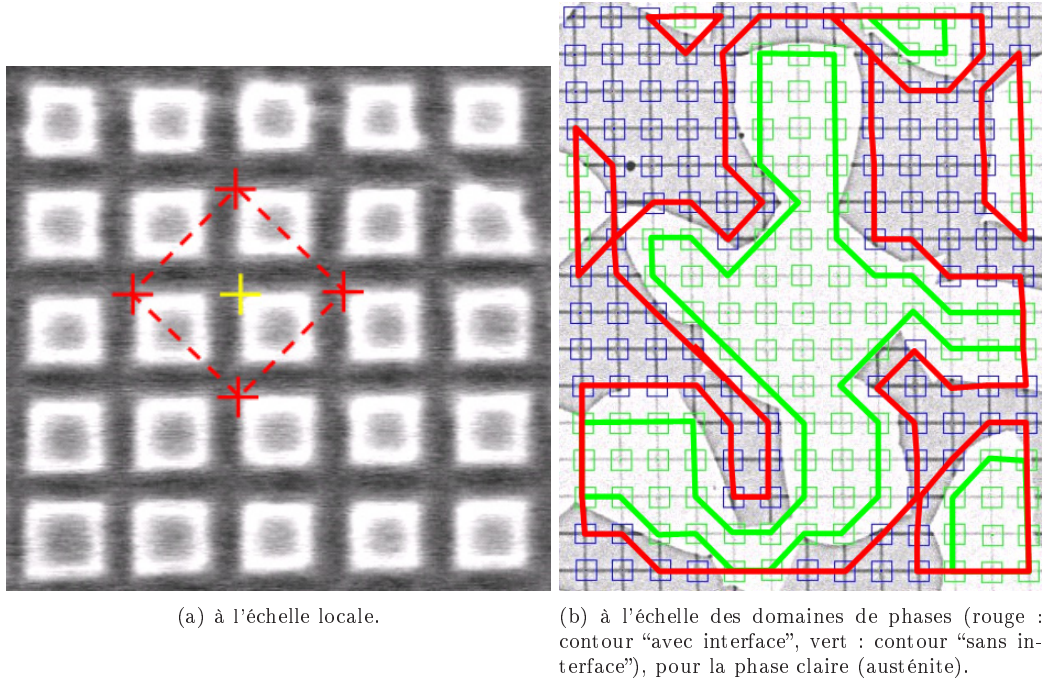 (a) à l'échelle locale.
(b) à l'échelle des domaines de phases (rouge :
contour “avec interface”, vert : contour “sans in-
terface”), pour la phase claire (austénite).